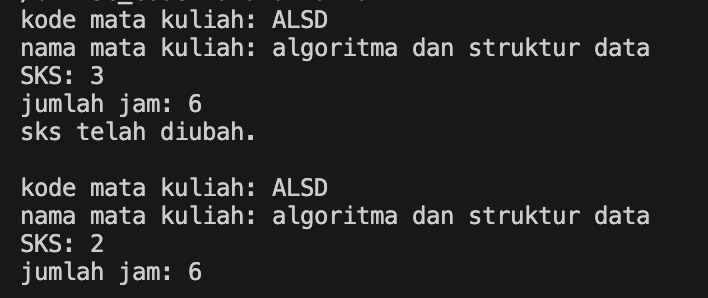 kode mata kuliah: ALSD
nama mata kuliah: algoritma dan struktur data
SKS: 3
jumlah jam: 6
sks telah diubah.
kode mata kuliah: ALSD
nama mata kuliah: algoritma dan struktur data
SKS: 2
jumlah jam: 6